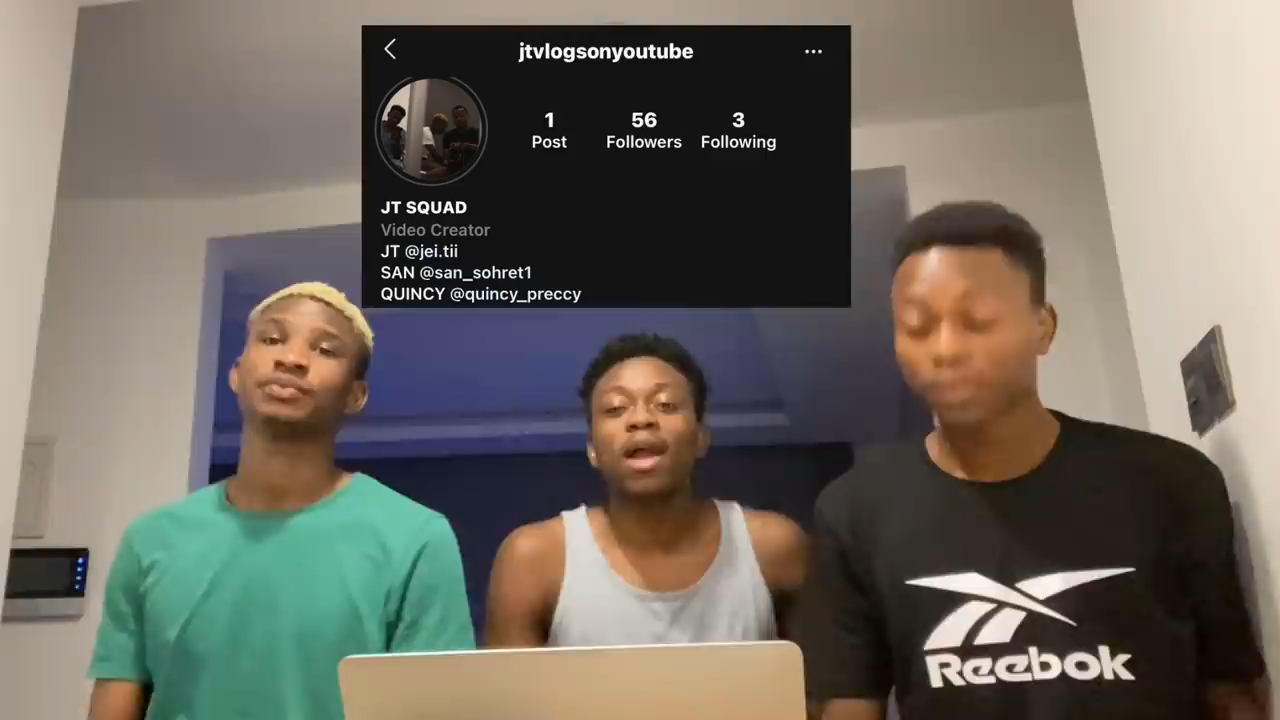 jtvlogsonyoutube
1 56 3
Post Followers Following
JT SQUAD
Video Creator
JT @jei.tii
SAN @san_sohret1
QUINCY @quincy_preccy
Reebok